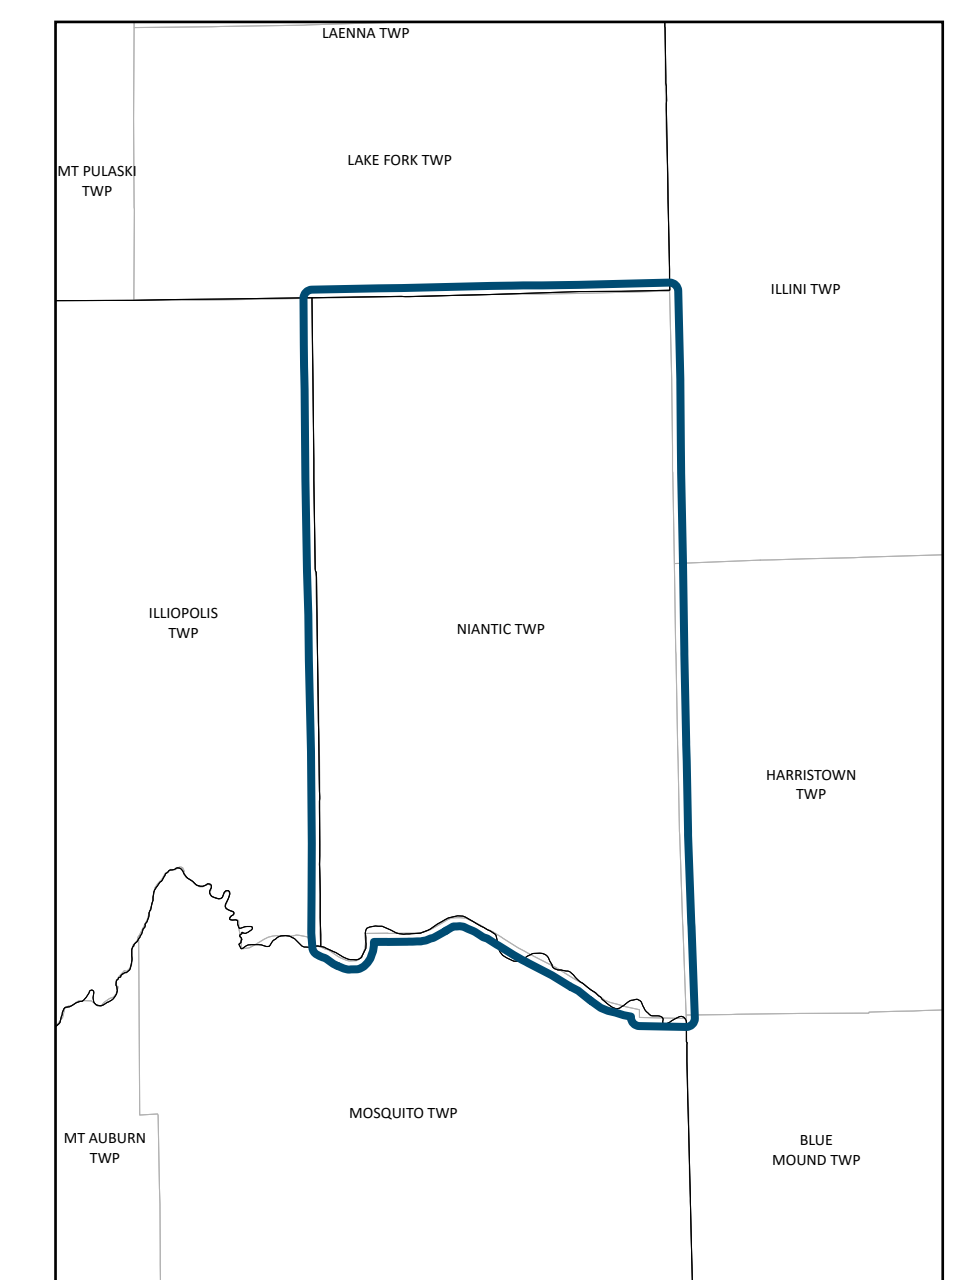 LAENNA TWP
LAKE FORK TWP
MT PULASKI
TWP
ILLINI TWP
ILLIOPOLIS
TWP
NIANTIC TWP
HARRISTOWN
TWP
MOSQUITO TWP
MT AUBURN
TWP
BLUE
MOUND TWP